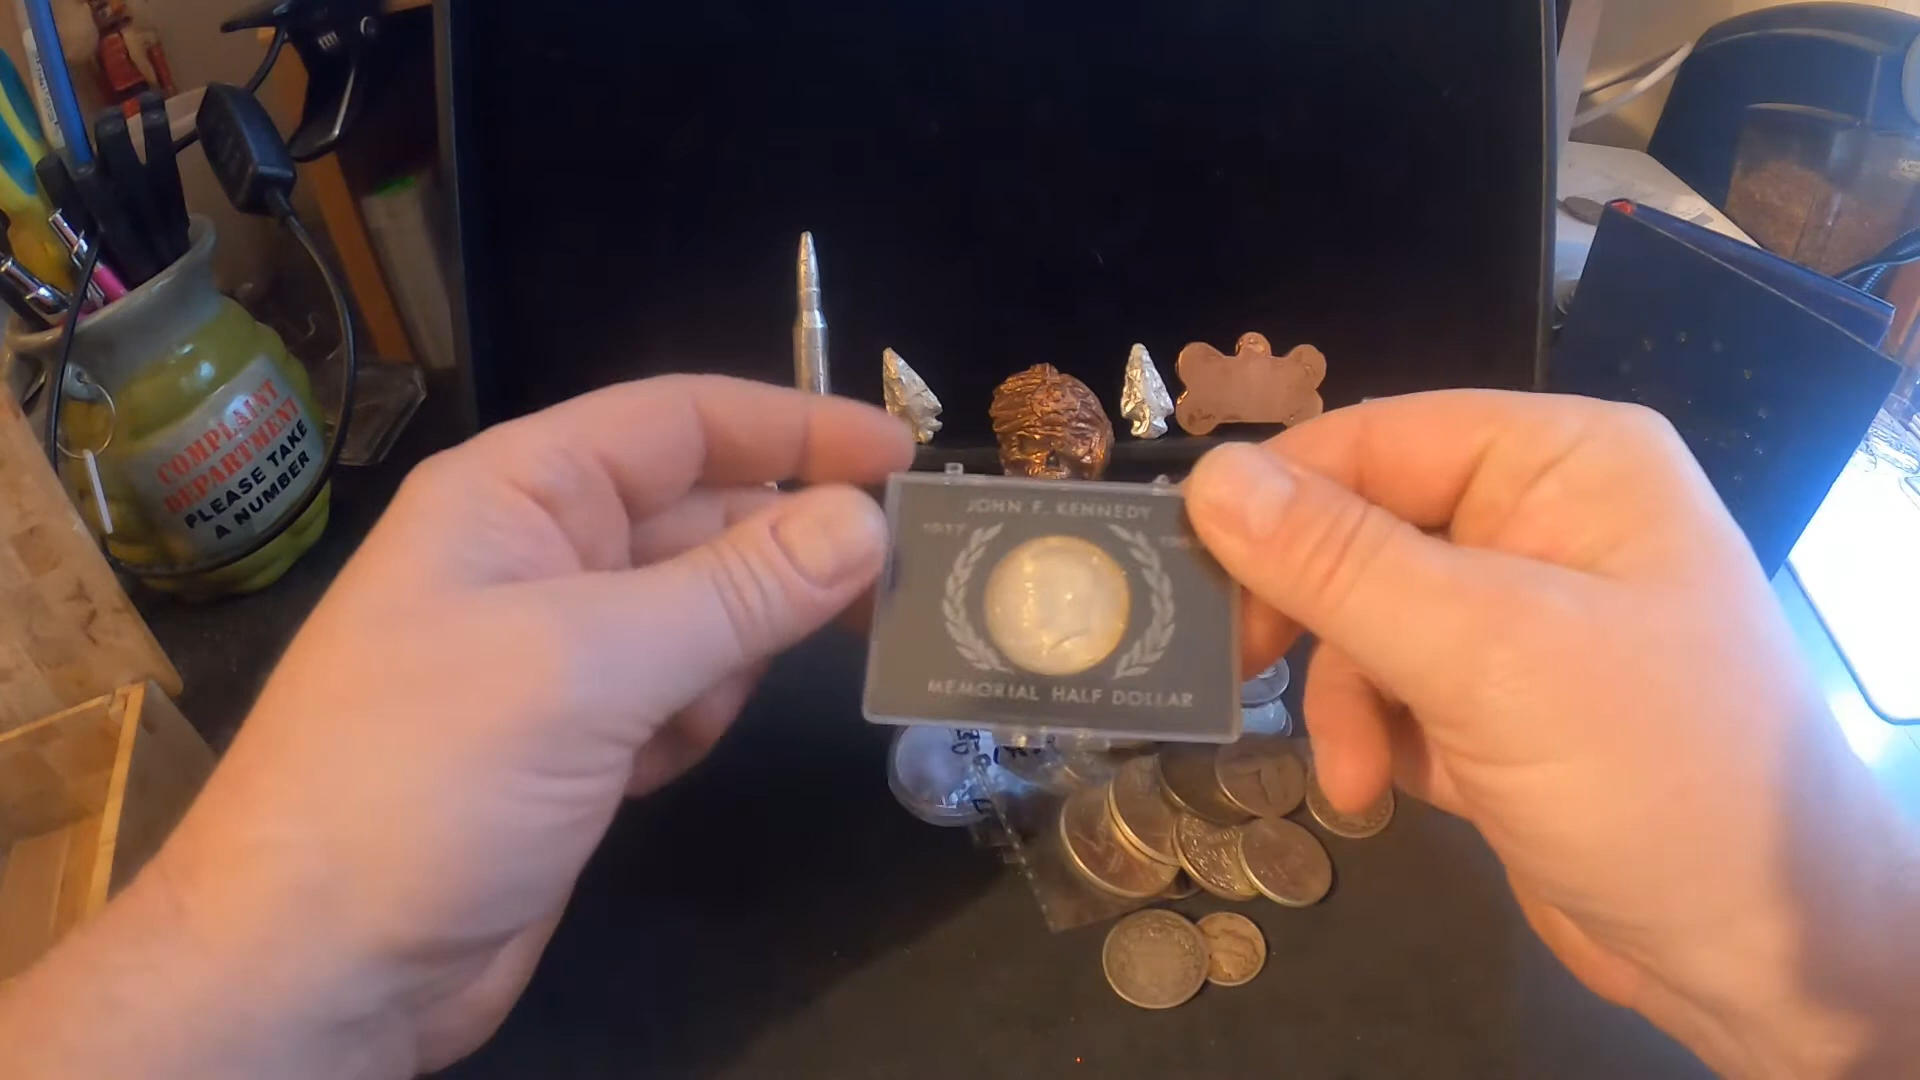 COMPLAINT
DEPARTMENT
PLEASE TAKE
A NUMBER
JOHN F. KENNEDY
1917
MEMORIAL HALF DOLLAR